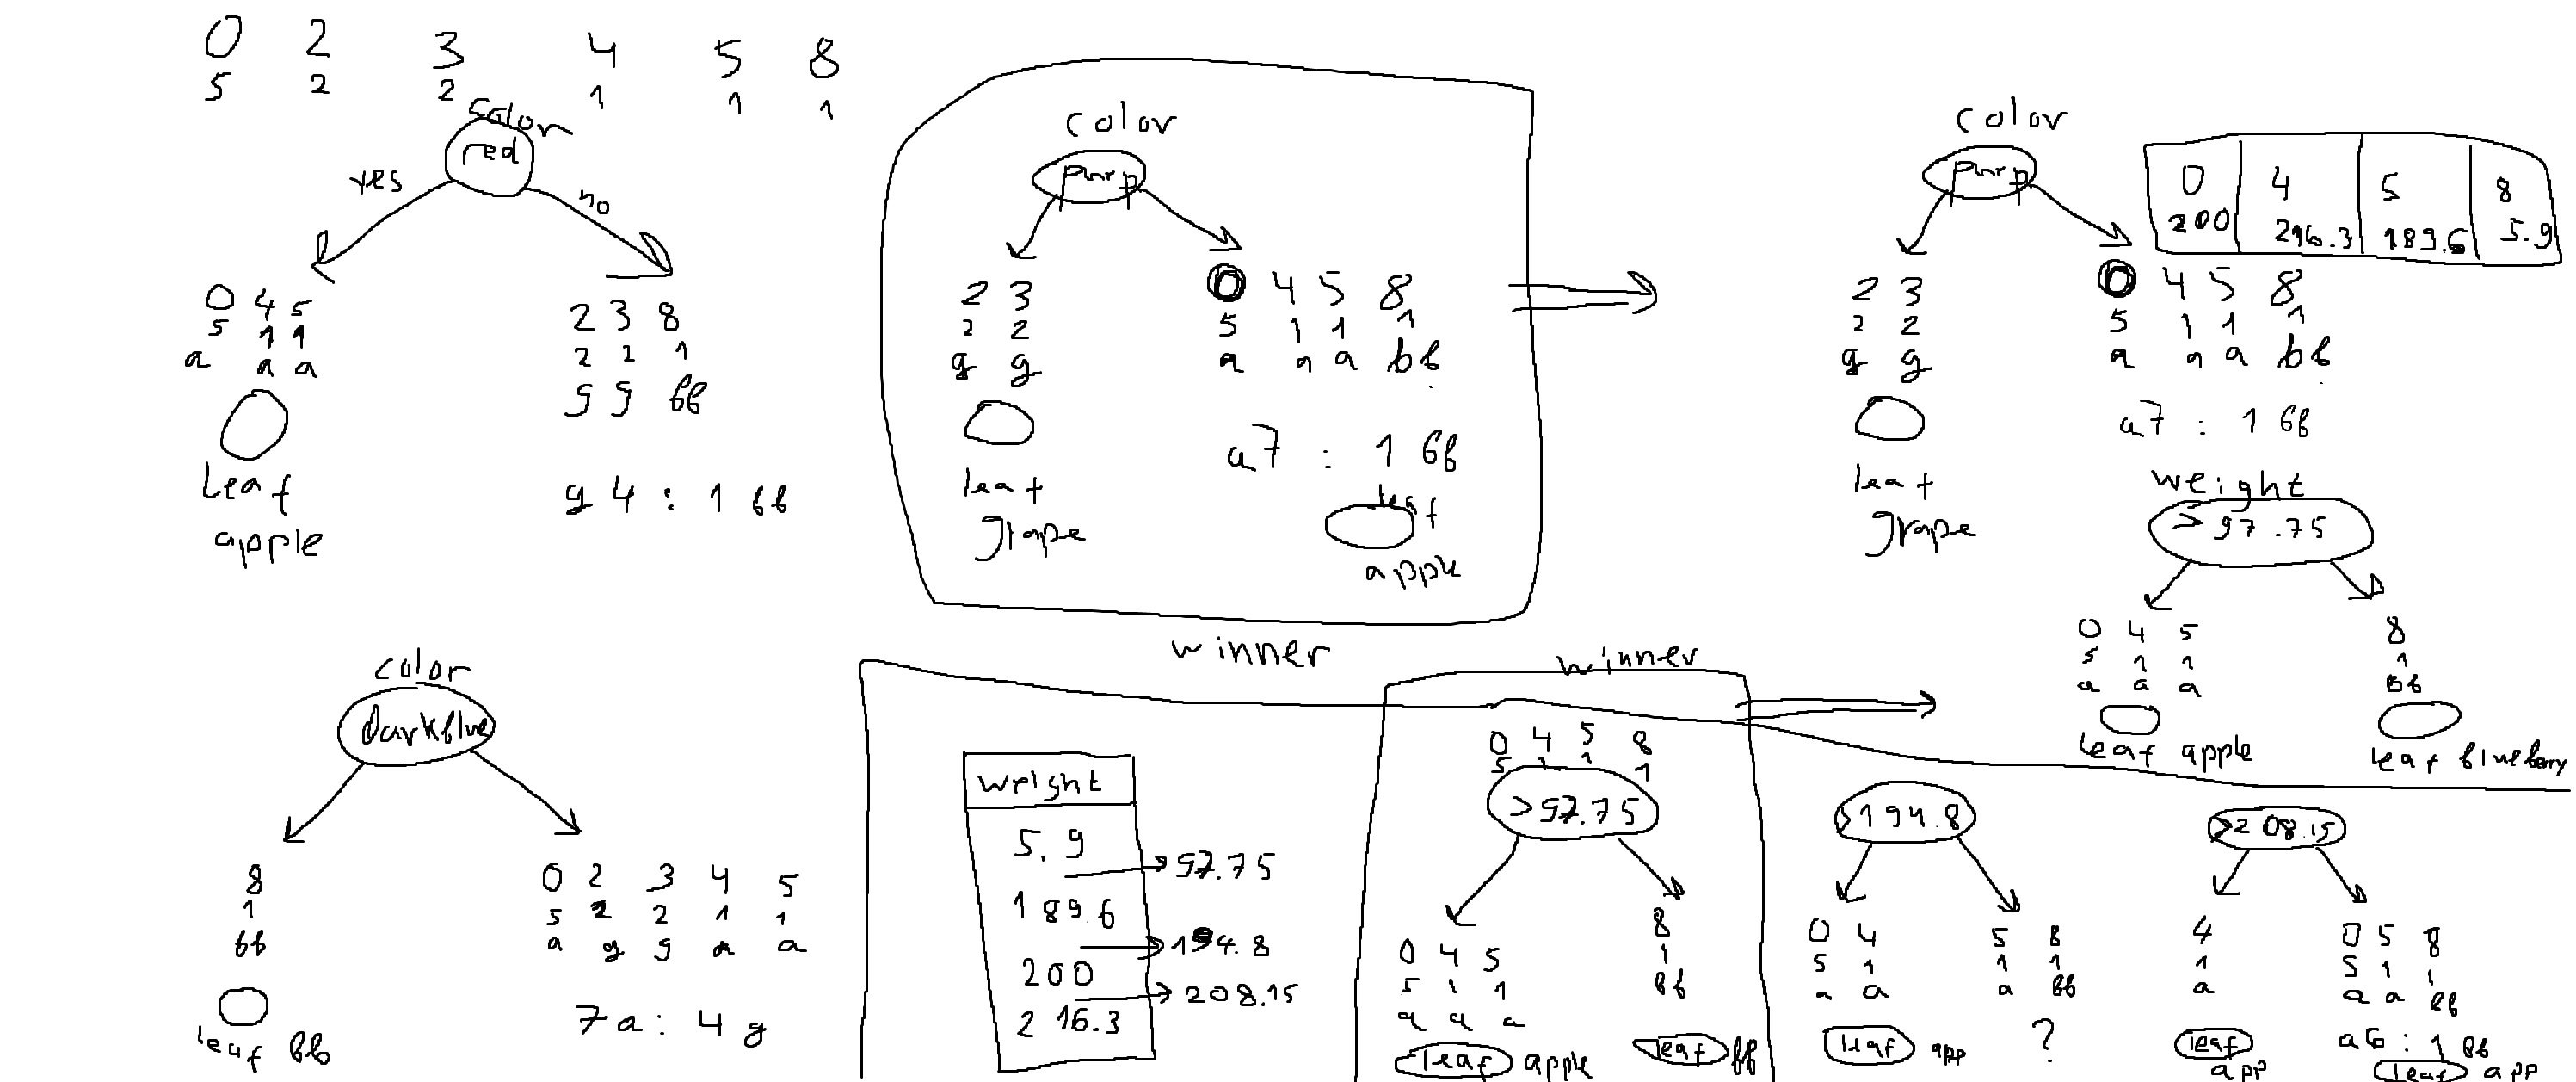 0 2 3 4 5 8
5 2 2 1 1 1
color
red
yes
no
0 4 5
5 1 1
a a a
leaf
apple
2 3 8
2 2 1
g g bb
g 4 : 1 bb
color
purp
2 3
2 2
g g
leaf
grape
0 4 5 8
5 1 1 1
a a a bb
a7 : 1 bb
leaf
apple
winner
color
purp
0 4 5 8
200 216.3 189.6 5.9
2 3
2 2
g g
leaf
grape
0 4 5 8
5 1 1 1
a a a bb
a7 : 1 bb
weight
> 97.75
0 4 5
5 1 1
a a a
leaf apple
8
1
bb
leaf blueberry
color
darkblue
8
1
bb
leaf bb
0 2 3 4 5
5 2 2 1 1
a g g a a
7a : 4g
weight
5.9
189.6
200
216.3
97.75
194.8
208.15
winner
0 4 5 8
5 1 1 1
>97.75
0 4 5
5 1 1
a a a
leaf apple
8
1
bb
leaf bb
>194.8
0 4
5 1
a a
leaf app
5 8
1 1
a bb
?
>208.15
4
1
a
leaf
app
0 5 8
5 1 1
a a bb
a6 : 1 bb
leaf app